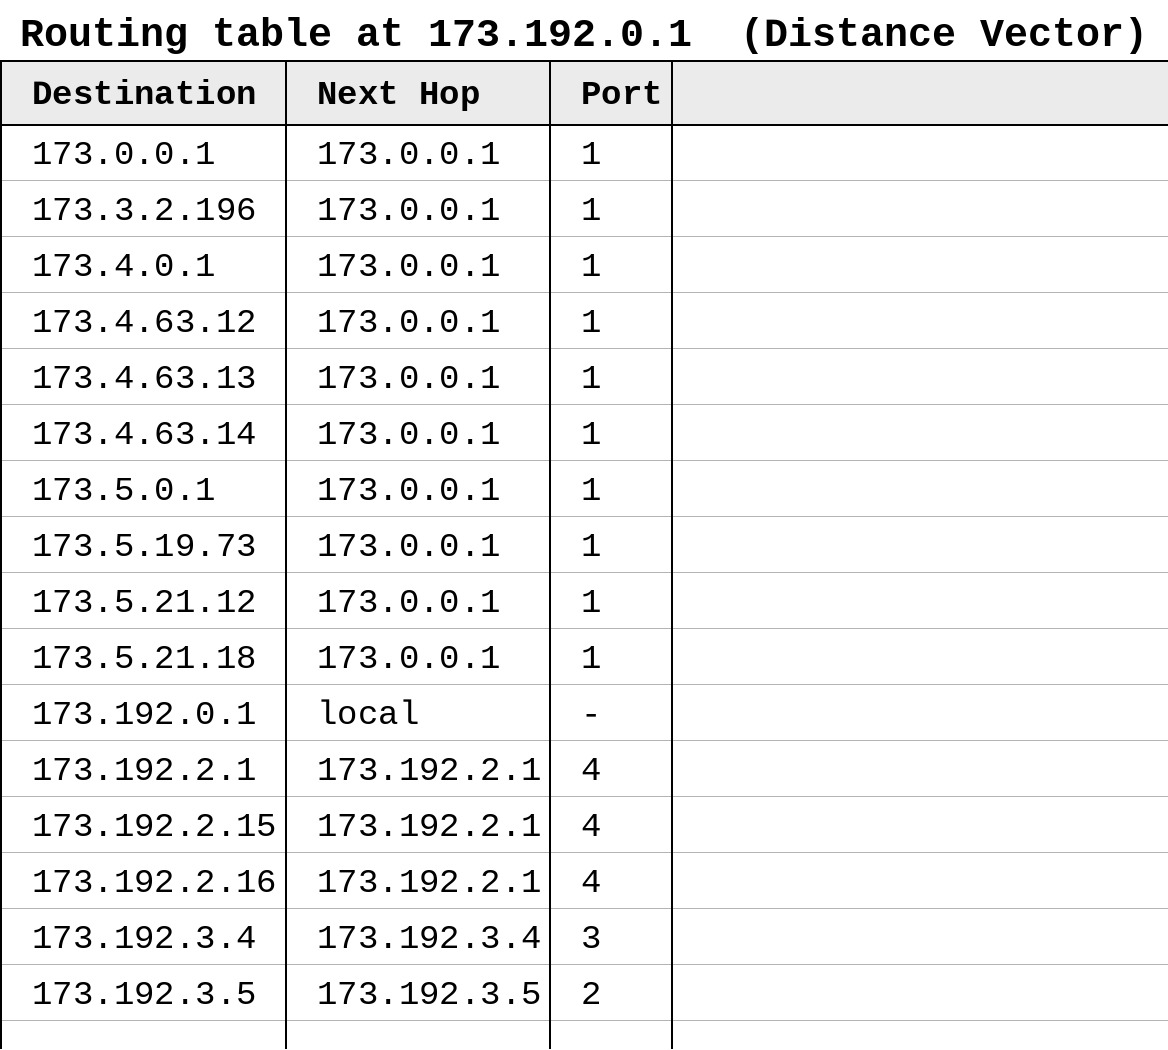 Routing table at 173.192.0.1  (Distance Vector)
Destination Next Hop Port
173.0.0.1 173.0.0.1 1
173.3.2.196 173.0.0.1 1
173.4.0.1 173.0.0.1 1
173.4.63.12 173.0.0.1 1
173.4.63.13 173.0.0.1 1
173.4.63.14 173.0.0.1 1
173.5.0.1 173.0.0.1 1
173.5.19.73 173.0.0.1 1
173.5.21.12 173.0.0.1 1
173.5.21.18 173.0.0.1 1
173.192.0.1 local -
173.192.2.1 173.192.2.1 4
173.192.2.15 173.192.2.1 4
173.192.2.16 173.192.2.1 4
173.192.3.4 173.192.3.4 3
173.192.3.5 173.192.3.5 2